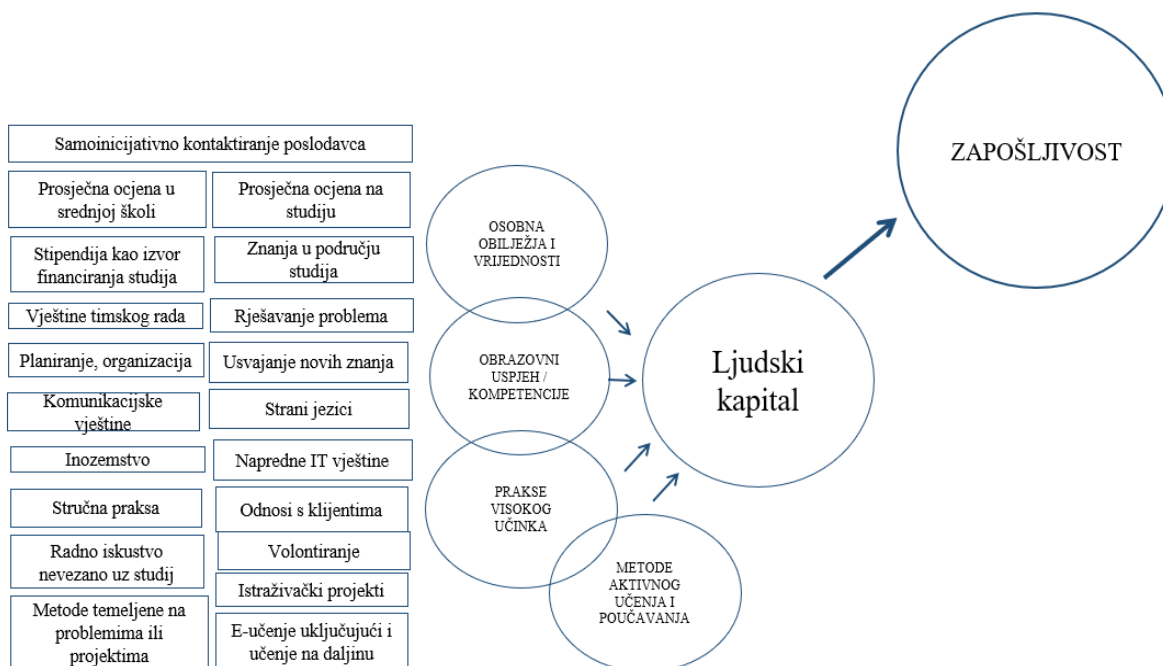 Samoinicijativno kontaktiranje poslodavca
Prosječna ocjena u
srednjoj školi
Prosječna ocjena na
studiju
Stipendija kao izvor
financiranja studija
Znanja u području
studija
Vještine timskog rada
Rješavanje problema
Planiranje, organizacija
Usvajanje novih znanja
Komunikacijske
vještine
Strani jezici
Inozemstvo
Napredne IT vještine
Stručna praksa
Odnosi s klijentima
Radno iskustvo
nevezano uz studij
Volontiranje
Istraživački projekti
Metode temeljene na
problemima ili
projektima
E-učenje uključujući i
učenje na daljinu
OSOBNA
OBILJEŽJA I
VRIJEDNOSTI
OBRAZOVNI
USPJEH /
KOMPETENCIJE
PRAKSE
VISOKOG
UČINKA
METODE
AKTIVNOG
UČENJA I
POUČAVANJA
Ljudski
kapital
ZAPOŠLJIVOST